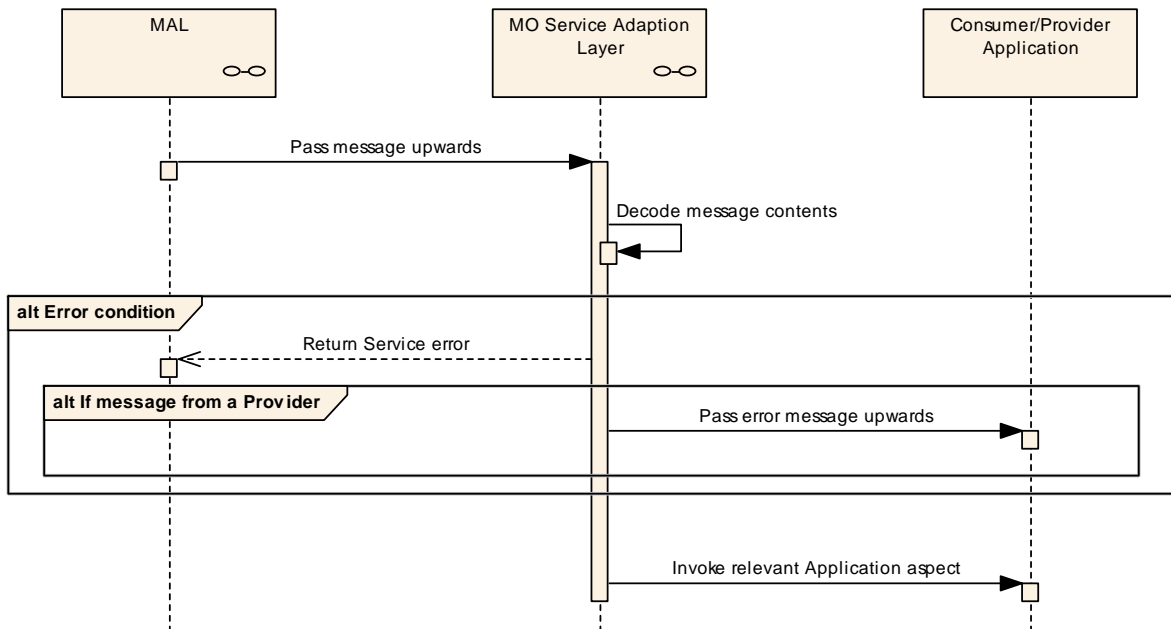 MAL
MO Service Adaption
Layer
Consumer/Provider
Application
Pass message upwards
Decode message contents
alt Error condition
Return Service error
alt If message from a Provider
Pass error message upwards
Invoke relevant Application aspect